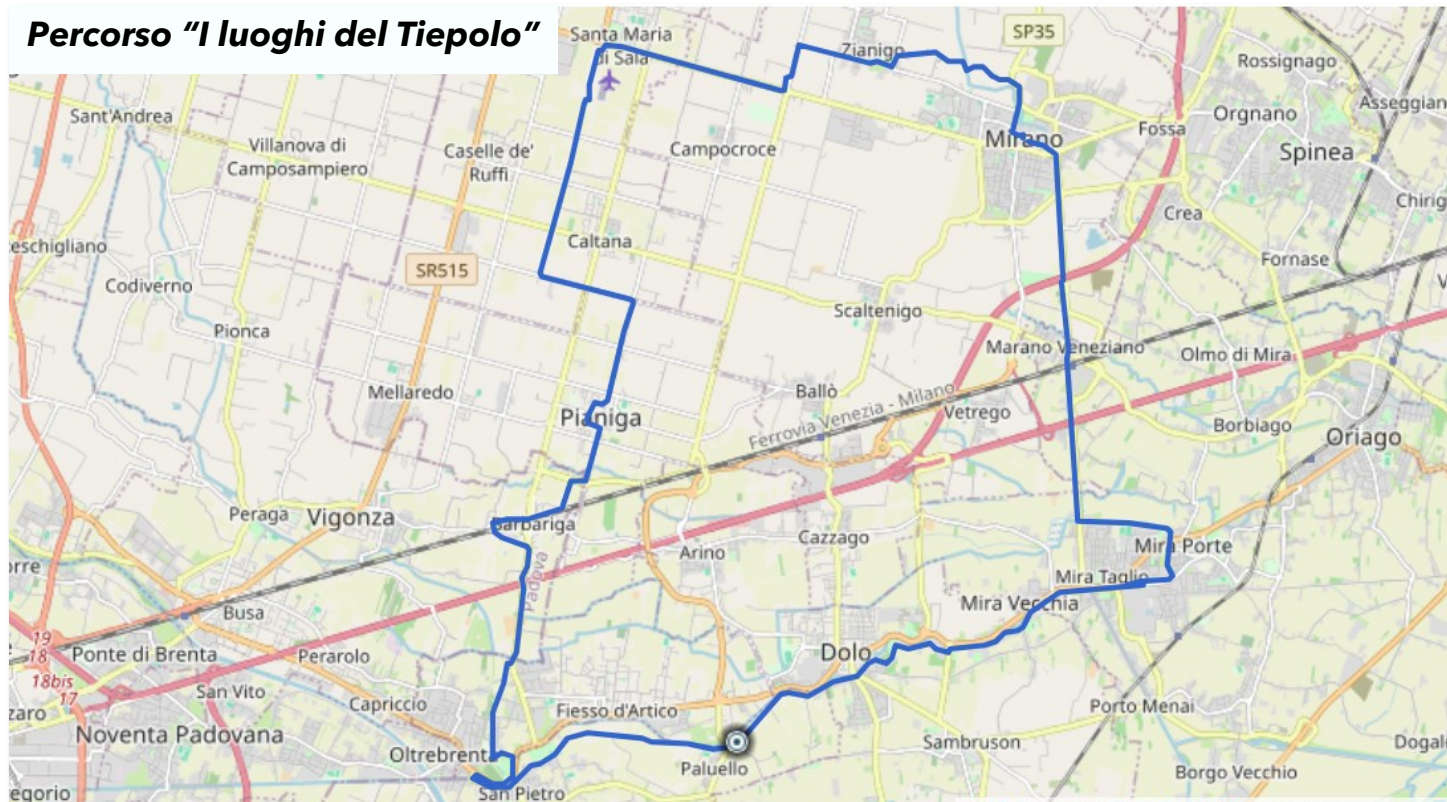 Percorso “I luoghi del Tiepolo”
Santa Maria
di Sala
Zianigo
SP35
Rossignago
Asseggian
Orgnano
Sant'Andrea
Fossa
Mirano
Spinea
Villanova di
Camposampiero
Caselle de'
Ruffi
Campocroce
Chirig
Crea
Caltana
eschigliano
SR515
Fornase
Codiverno
Scaltenigo
Pionca
Marano Veneziano
Olmo di Mira
Mellaredo
Ballò
Ferrovia Venezia - Milano
Vetrego
Pianiga
Borbiago
Oriago
Peraga
Vigonza
Barbariga
Cazzago
Arino
Mira Porte
orre
Padova
Mira Taglio
Busa
Mira Vecchia
19
18
18bis
17
Ponte di Brenta
Perarolo
Dolo
San Vito
zaro
Capriccio
Fiesso d'Artico
Porto Menai
Noventa Padovana
Oltrebrenta
Sambruson
Dogal
Paluello
Borgo Vecchio
egorio
San Pietro